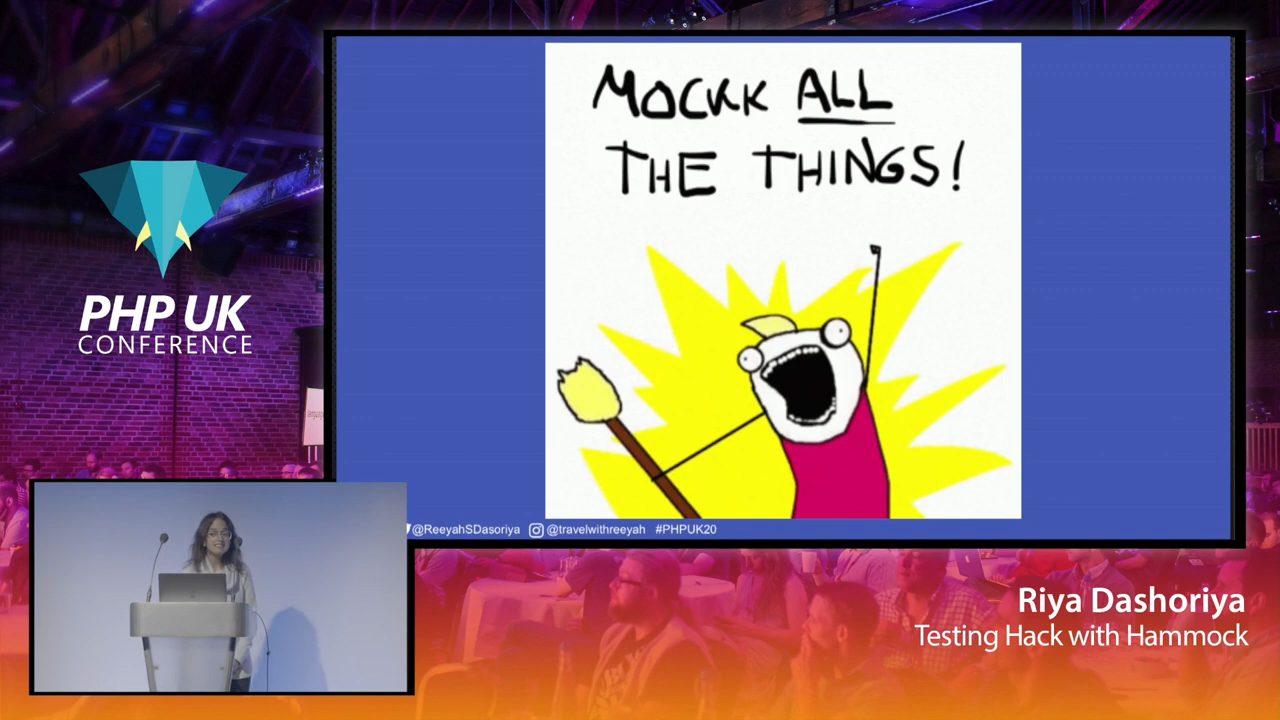 MOCKK ALL
THE THINGS!
PHP UK
CONFERENCE
@ReeyahSDasoriya @travelwithreeyah #PHPUK20
Riya Dashoriya
Testing Hack with Hammock